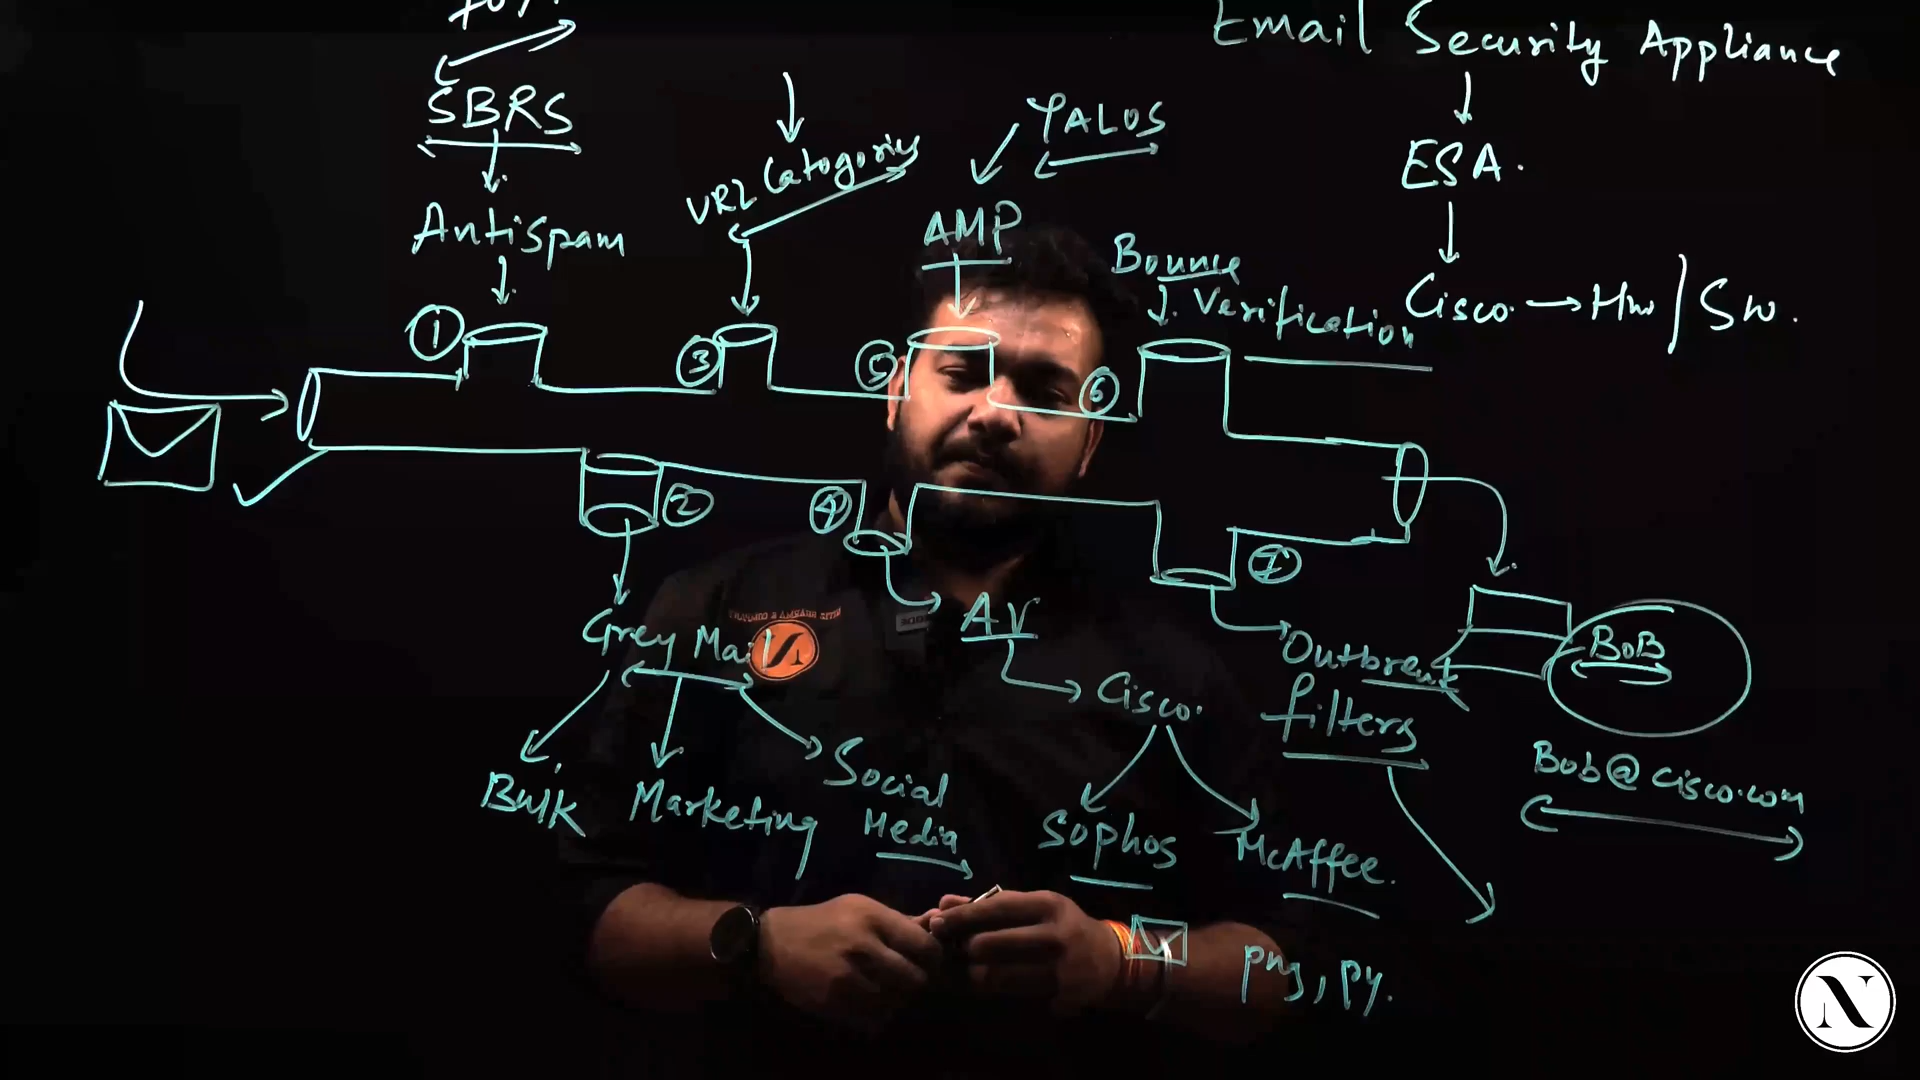 Email Security Appliance
SBRS
TALOS
URL Catogories
ESA.
Antispam
AMP
Bounce
Verification
Cisco. → Hw / Sw.
1
3
5
6
2
4
7
Grey Mail
AV
Outbreak
filters
BoB
Cisco.
Bulk
Marketing
Social
Media
Sophos
McAffee.
Bob@cisco.com
png, py.
N